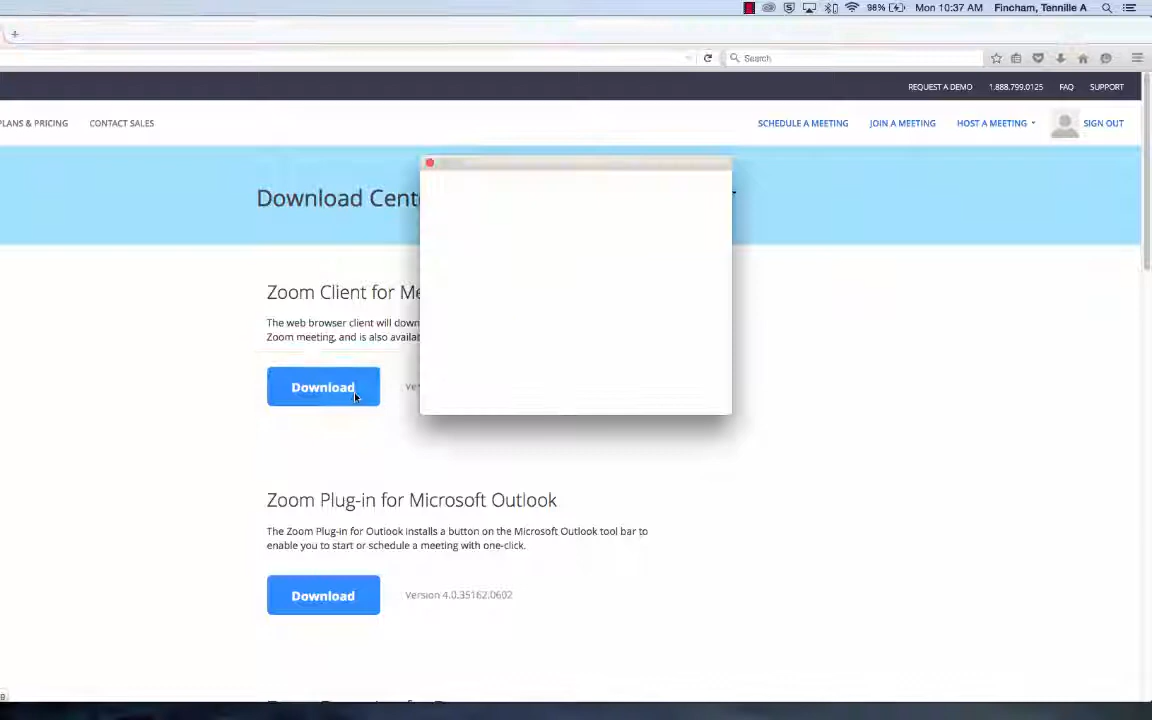 98% Mon 10:37 AM Fincham, Tennille A
+
Search
REQUEST A DEMO 1.888.799.0125 FAQ SUPPORT
PLANS & PRICING CONTACT SALES SCHEDULE A MEETING JOIN A MEETING HOST A MEETING SIGN OUT
Download Cent
Zoom Client for Me
The web browser client will down
Zoom meeting, and is also availa
Download Ve
Zoom Plug-in for Microsoft Outlook
The Zoom Plug-in for Outlook installs a button on the Microsoft Outlook tool bar to
enable you to start or schedule a meeting with one-click.
Download Version 4.0.35162.0602